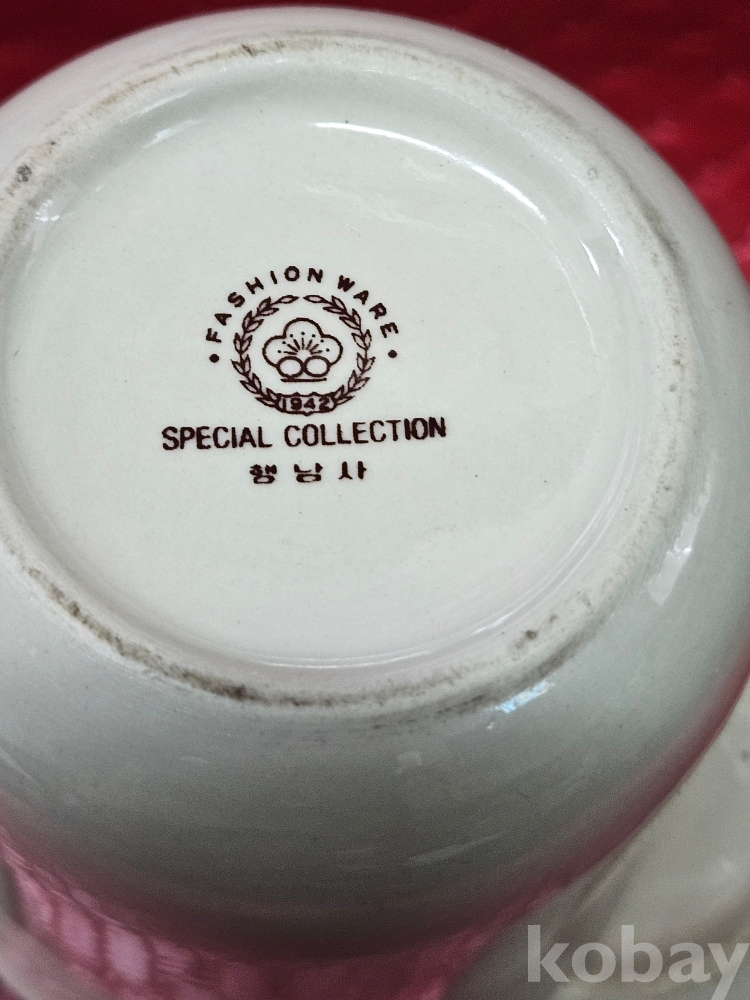 • FASHION WARE •
1942
SPECIAL COLLECTION
행남사
kobay